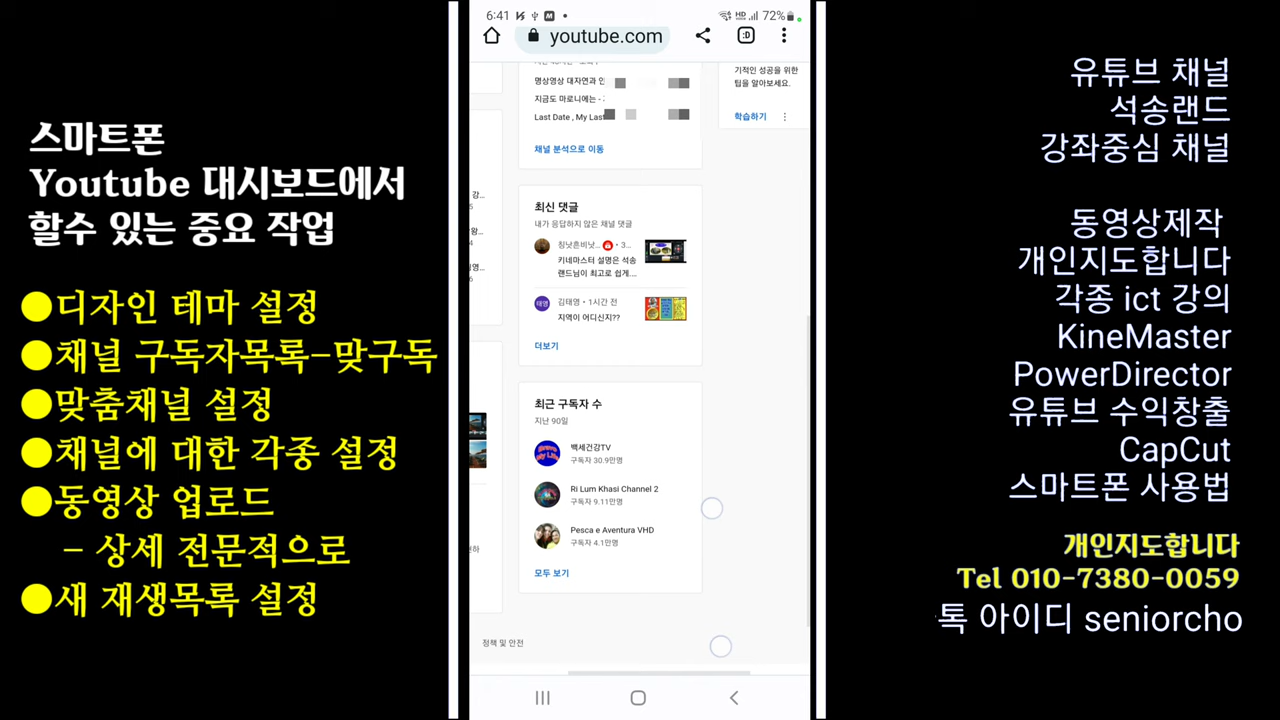 스마트폰
Youtube 대시보드에서
할수 있는 중요 작업
●디자인 테마 설정
●채널 구독자목록-맞구독
●맞춤채널 설정
●채널에 대한 각종 설정
●동영상 업로드
- 상세 전문적으로
●새 재생목록 설정
6:41
HD
72%
youtube.com
:D
명상영상 대자연과 인
지금도 마로니에는 -
Last Date , My Last
채널 분석으로 이동
기적인 성공을 위한
팁을 알아보세요.
학습하기
최신 댓글
내가 응답하지 않은 채널 댓글
칭낫흔비낫... • 3...
키네마스터 설명은 석송
랜드님이 최고로 쉽게....
태영
김태영 • 1시간 전
지역이 어디신지??
더보기
최근 구독자 수
지난 90일
백세건강TV
구독자 30.9만명
Ri Lum Khasi Channel 2
구독자 9.11만명
Pesca e Aventura VHD
구독자 4.1만명
모두 보기
정책 및 안전
유튜브 채널
석송랜드
강좌중심 채널
동영상제작
개인지도합니다
각종 ict 강의
KineMaster
PowerDirector
유튜브 수익창출
CapCut
스마트폰 사용법
개인지도합니다
Tel 010-7380-0059
톡 아이디 seniorcho